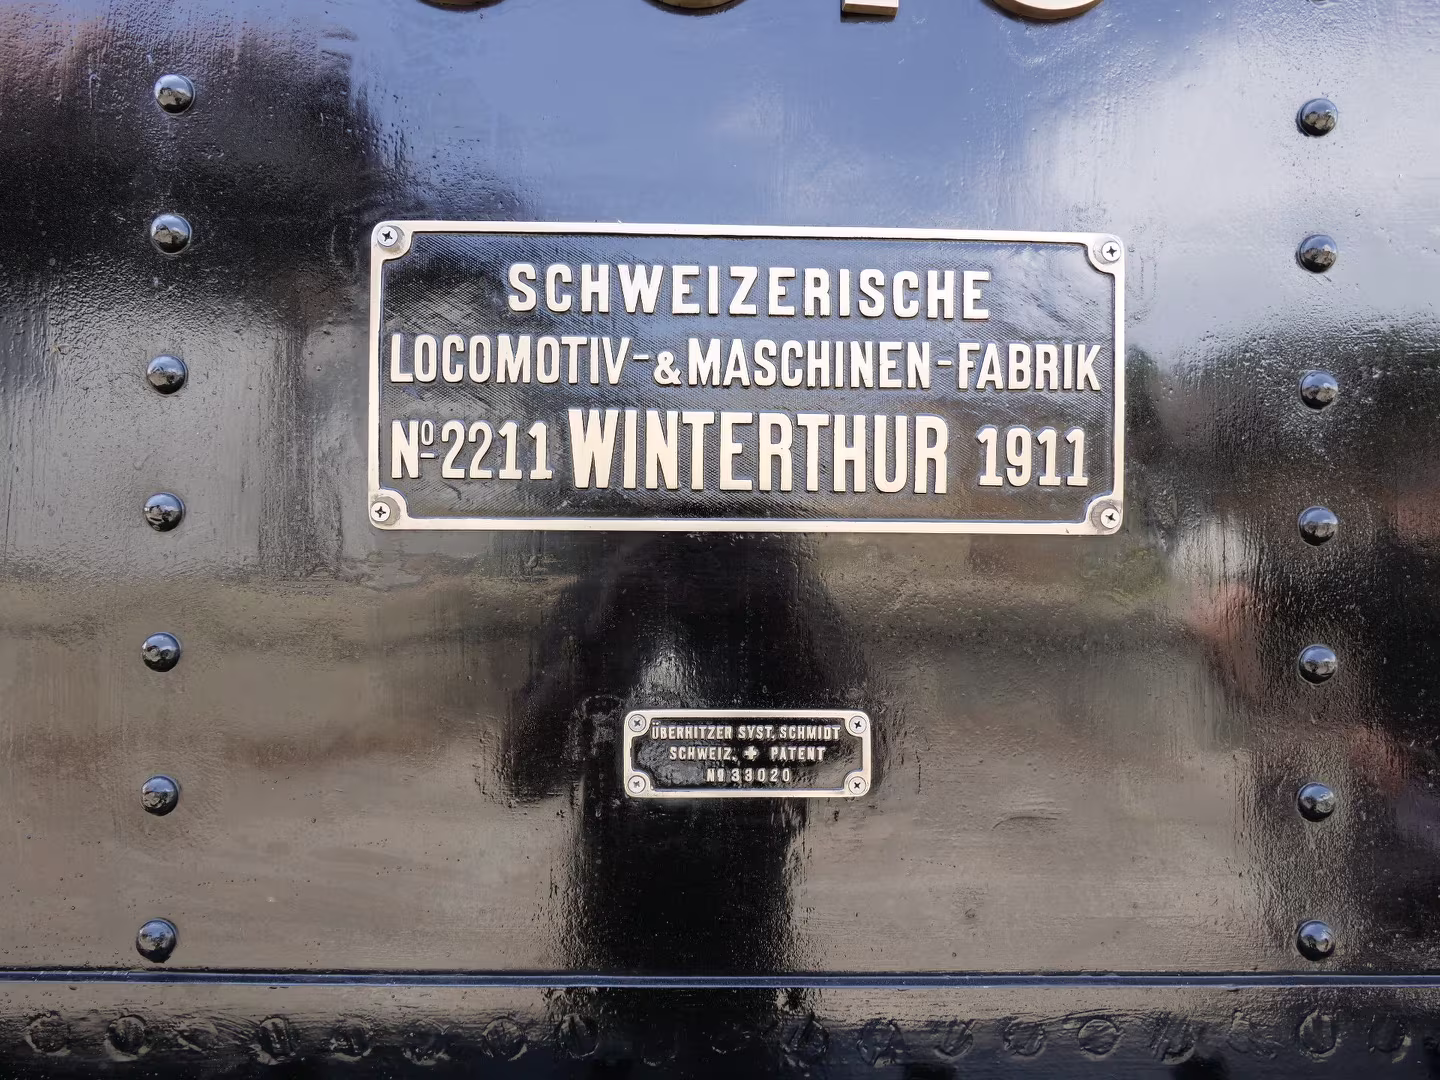 SCHWEIZERISCHE
LOCOMOTIV-&MASCHINEN-FABRIK
Nº 2211 WINTERTHUR 1911
ÜBERHITZER SYST. SCHMIDT
SCHWEIZ. ✚ PATENT
Nº 33020